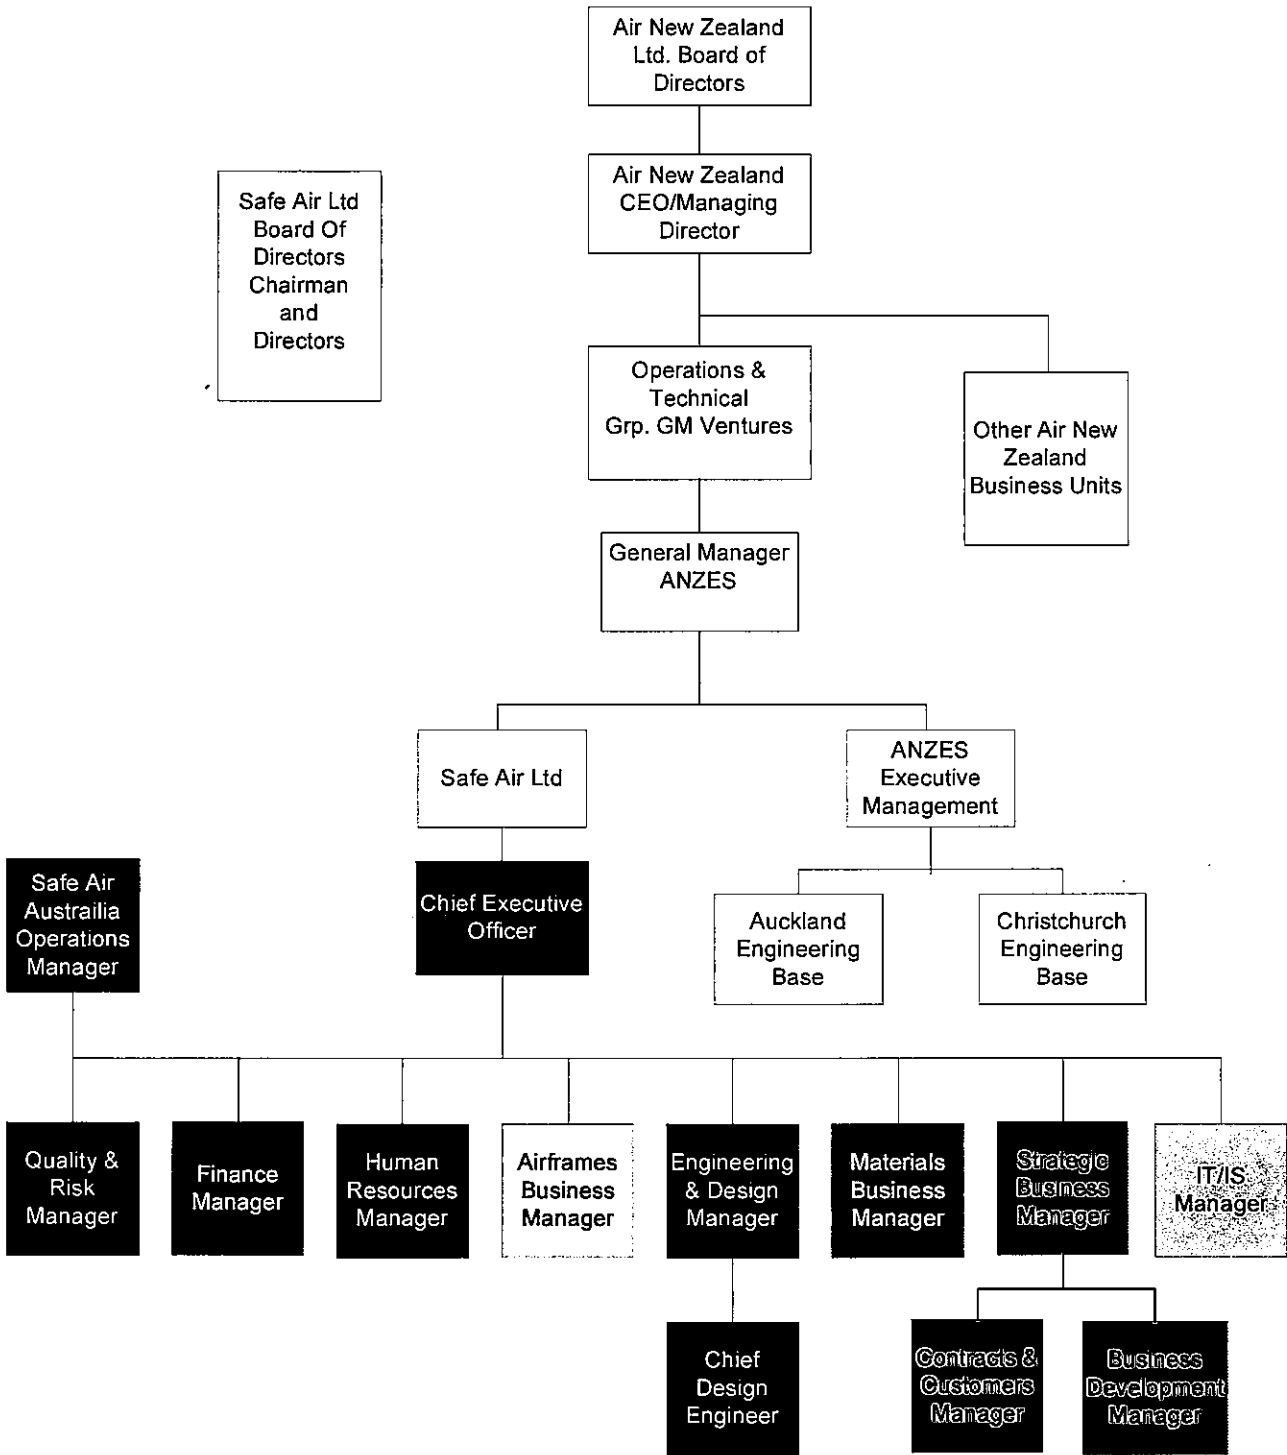 Air New Zealand
Ltd. Board of
Directors
Air New Zealand
CEO/Managing
Director
Safe Air Ltd
Board Of
Directors
Chairman
and
Directors
Operations &
Technical
Grp. GM Ventures
Other Air New
Zealand
Business Units
General Manager
ANZES
Safe Air Ltd
ANZES
Executive
Management
Safe Air
Austrailia
Operations
Manager
Chief Executive
Officer
Auckland
Engineering
Base
Christchurch
Engineering
Base
Quality &
Risk
Manager
Finance
Manager
Human
Resources
Manager
Airframes
Business
Manager
Engineering
& Design
Manager
Materials
Business
Manager
Strategic
Business
Manager
IT/IS
Manager
Chief
Design
Engineer
Contracts &
Customers
Manager
Business
Development
Manager